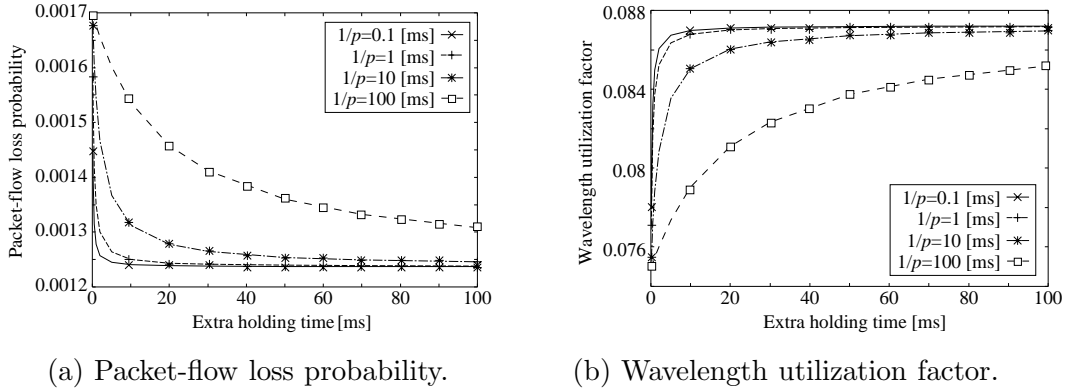 0.0017
0.0016
0.0015
0.0014
0.0013
0.0012
Packet-flow loss probability
1/p=0.1 [ms]
1/p=1 [ms]
1/p=10 [ms]
1/p=100 [ms]
0 20 40 60 80 100
Extra holding time [ms]
(a) Packet-flow loss probability.
0.088
0.084
0.08
0.076
Wavelength utilization factor
1/p=0.1 [ms]
1/p=1 [ms]
1/p=10 [ms]
1/p=100 [ms]
0 20 40 60 80 100
Extra holding time [ms]
(b) Wavelength utilization factor.